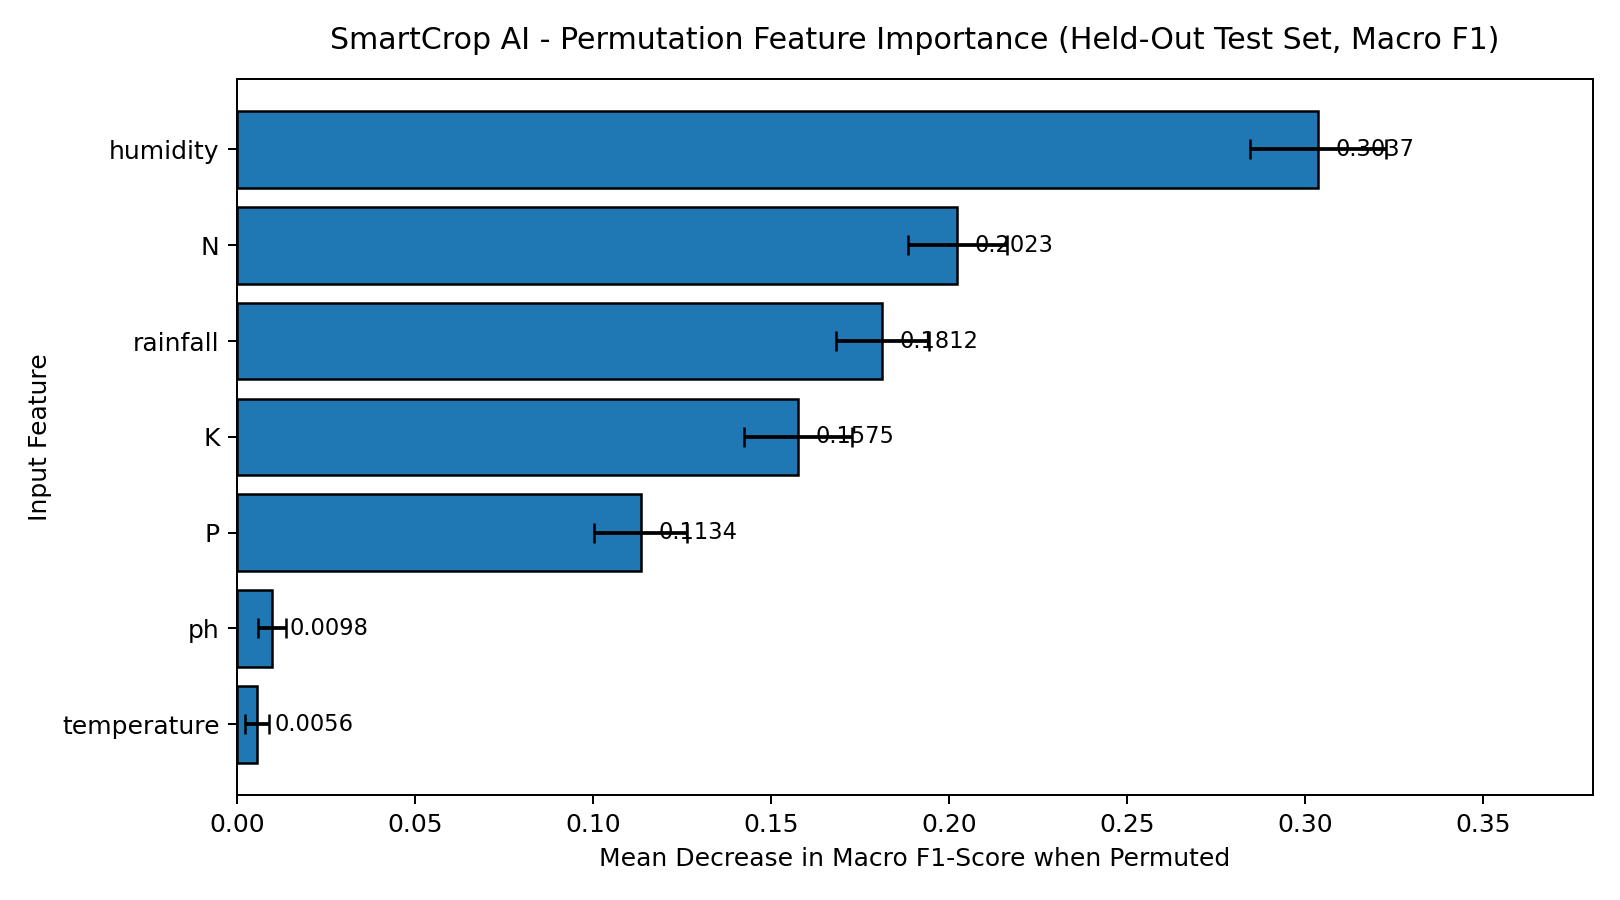 SmartCrop AI - Permutation Feature Importance (Held-Out Test Set, Macro F1)
Input Feature
humidity 0.3037
N 0.2023
rainfall 0.1812
K 0.1575
P 0.1134
ph 0.0098
temperature 0.0056
0.00 0.05 0.10 0.15 0.20 0.25 0.30 0.35
Mean Decrease in Macro F1-Score when Permuted